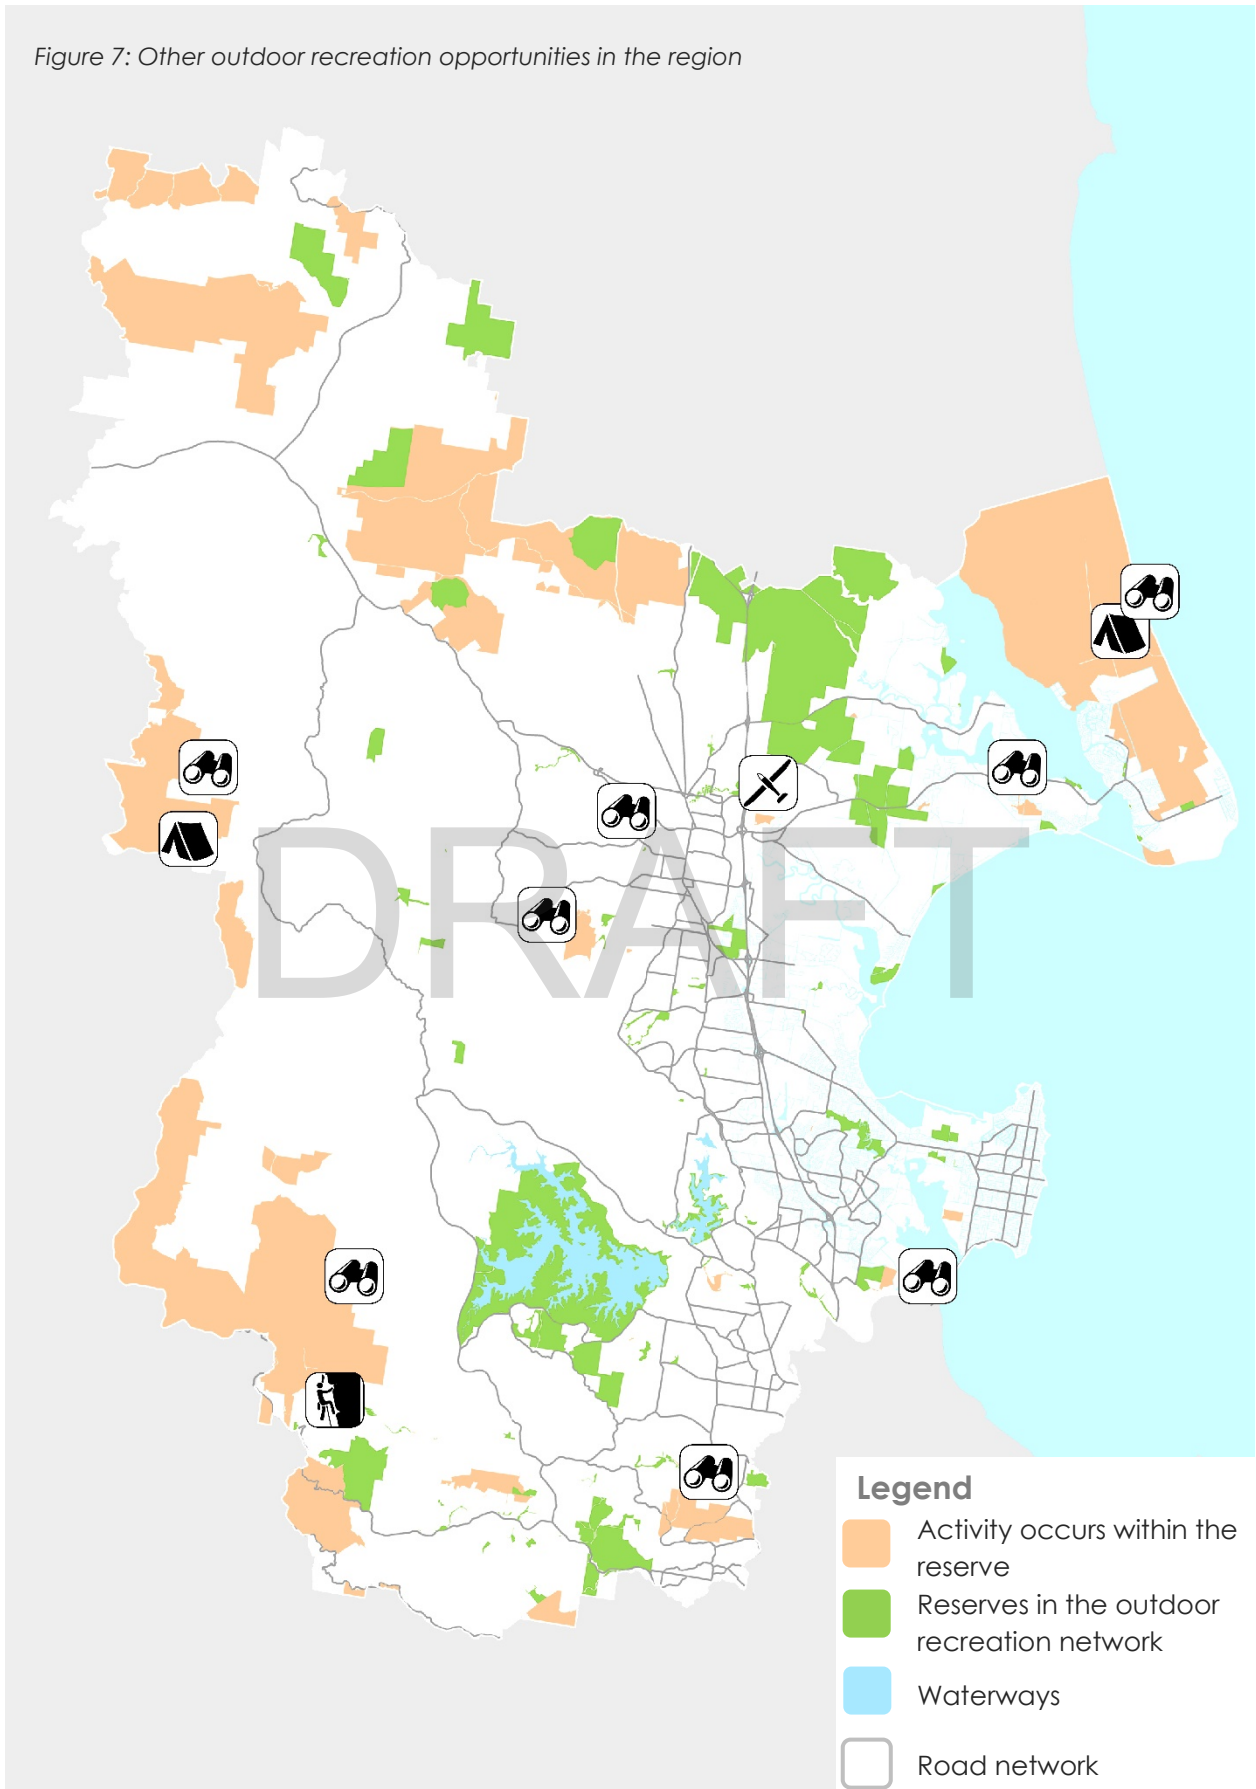 Figure 7: Other outdoor recreation opportunities in the region
DRAFT
Legend
Activity occurs within the
reserve
Reserves in the outdoor
recreation network
Waterways
Road network